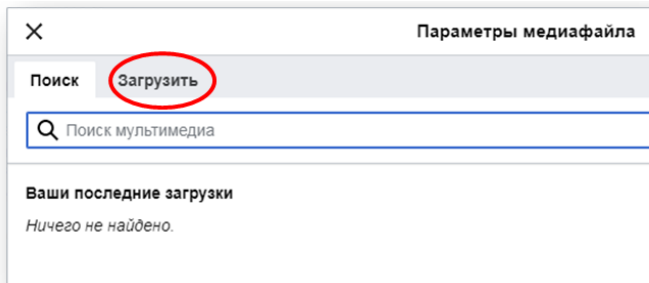 Параметры медиафайла
Поиск Загрузить
Поиск мультимедиа
Ваши последние загрузки
Ничего не найдено.